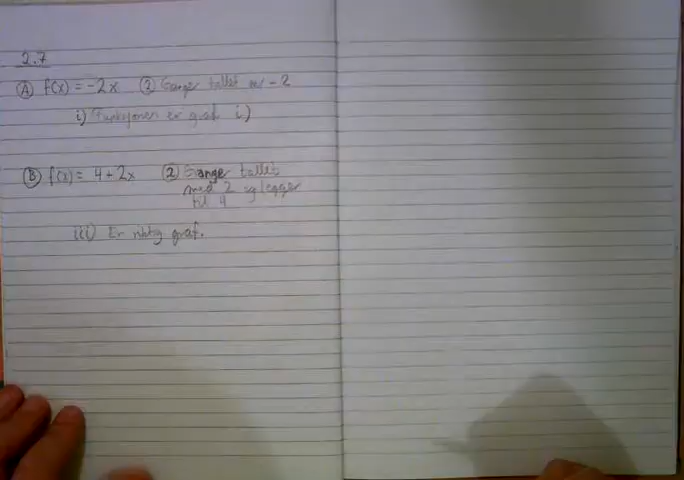 2.7
(A) f(x) = -2x (2) Ganger tallet m/ -2
i) Funksjonen er graf i)
(B) f(x) = 4 + 2x (2) Ganger tallet
med 2 og legger
til 4
iii) Er riktig graf.